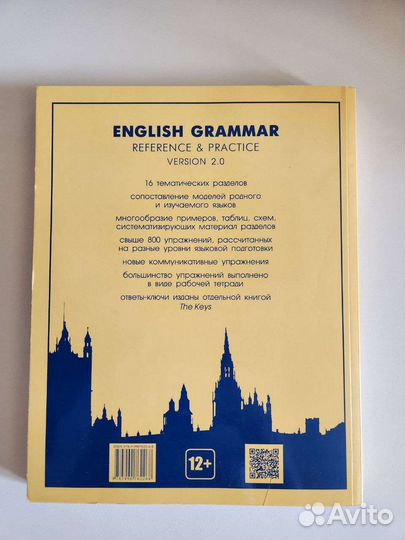 ENGLISH GRAMMAR
REFERENCE & PRACTICE
VERSION 2.0
16 тематических разделов
сопоставление моделей родного
и изучаемого языков
многообразие примеров, таблиц, схем,
систематизирующих материал разделов
свыше 800 упражнений, рассчитанных
на разные уровни языковой подготовки
новые коммуникативные упражнения
большинство упражнений выполнено
в виде рабочей тетради
ответы-ключи изданы отдельной книгой
The Keys
12+
Avito